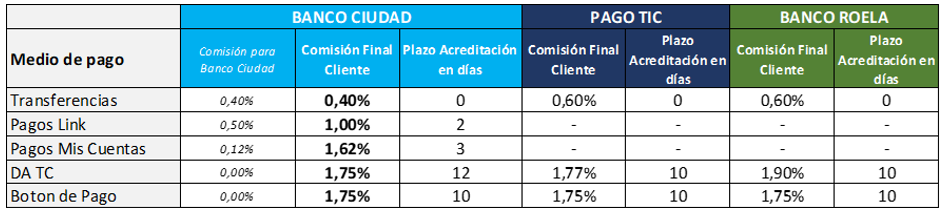 BANCO CIUDAD PAGO TIC BANCO ROELA
Medio de pago Comisión para Banco Ciudad Comisión Final Cliente Plazo Acreditación en días Comisión Final Cliente Plazo Acreditación en días Comisión Final Cliente Plazo Acreditación en días
Transferencias 0,40% 0,40% 0 0,60% 0 0,60% 0
Pagos Link 0,50% 1,00% 2 - - - -
Pagos Mis Cuentas 0,12% 1,62% 3 - - - -
DA TC 0,00% 1,75% 12 1,77% 10 1,90% 10
Boton de Pago 0,00% 1,75% 10 1,75% 10 1,75% 10